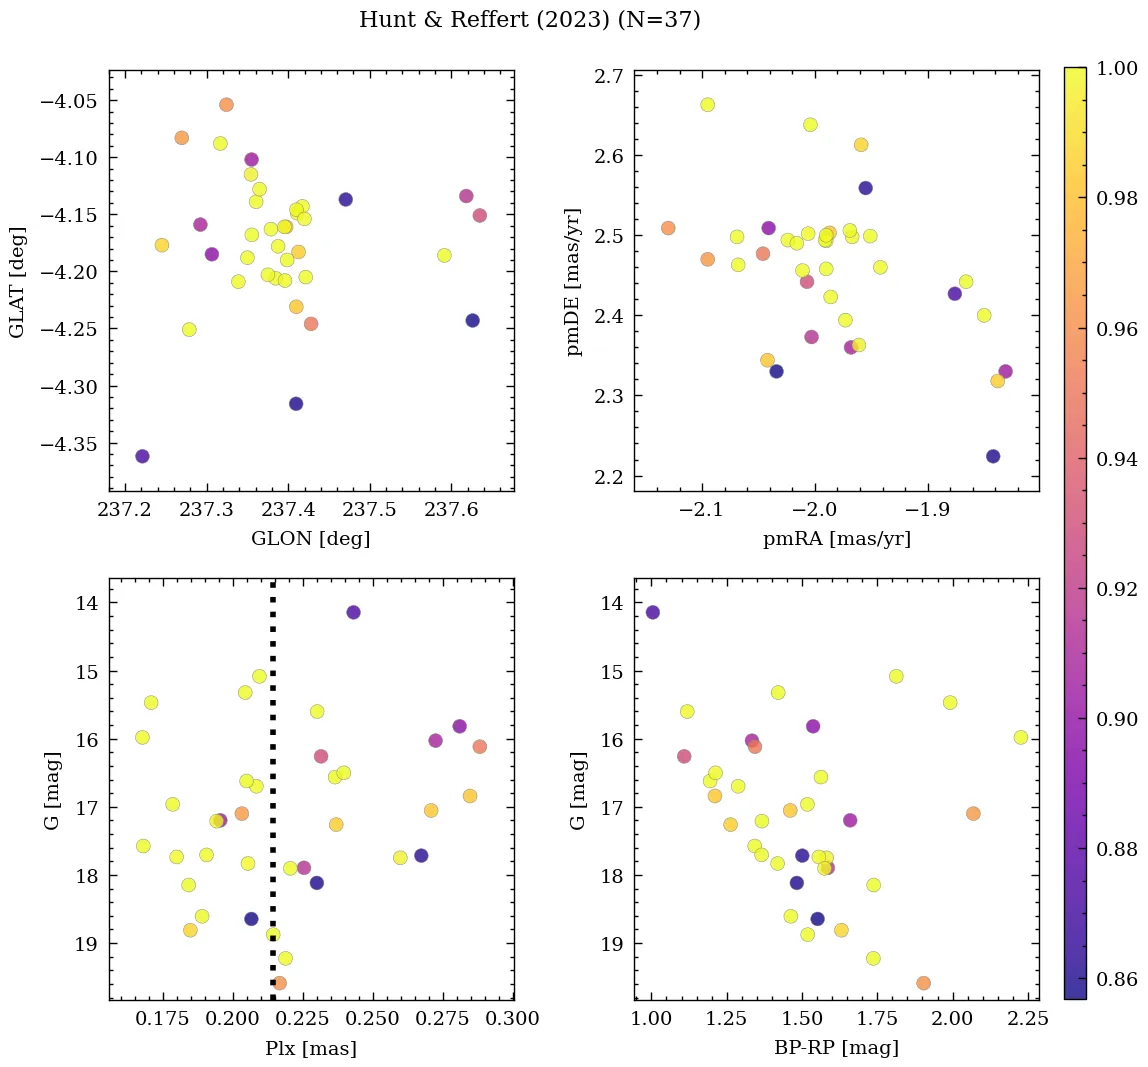 Hunt & Reffert (2023) (N=37)
−4.05
−4.10
−4.15
−4.20
−4.25
−4.30
−4.35
GLAT [deg]
237.2 237.3 237.4 237.5 237.6
GLON [deg]
2.7
2.6
2.5
2.4
2.3
2.2
pmDE [mas/yr]
−2.1 −2.0 −1.9
pmRA [mas/yr]
14
15
16
17
18
19
G [mag]
0.175 0.200 0.225 0.250 0.275 0.300
Plx [mas]
14
15
16
17
18
19
G [mag]
1.00 1.25 1.50 1.75 2.00 2.25
BP-RP [mag]
1.00
0.98
0.96
0.94
0.92
0.90
0.88
0.86